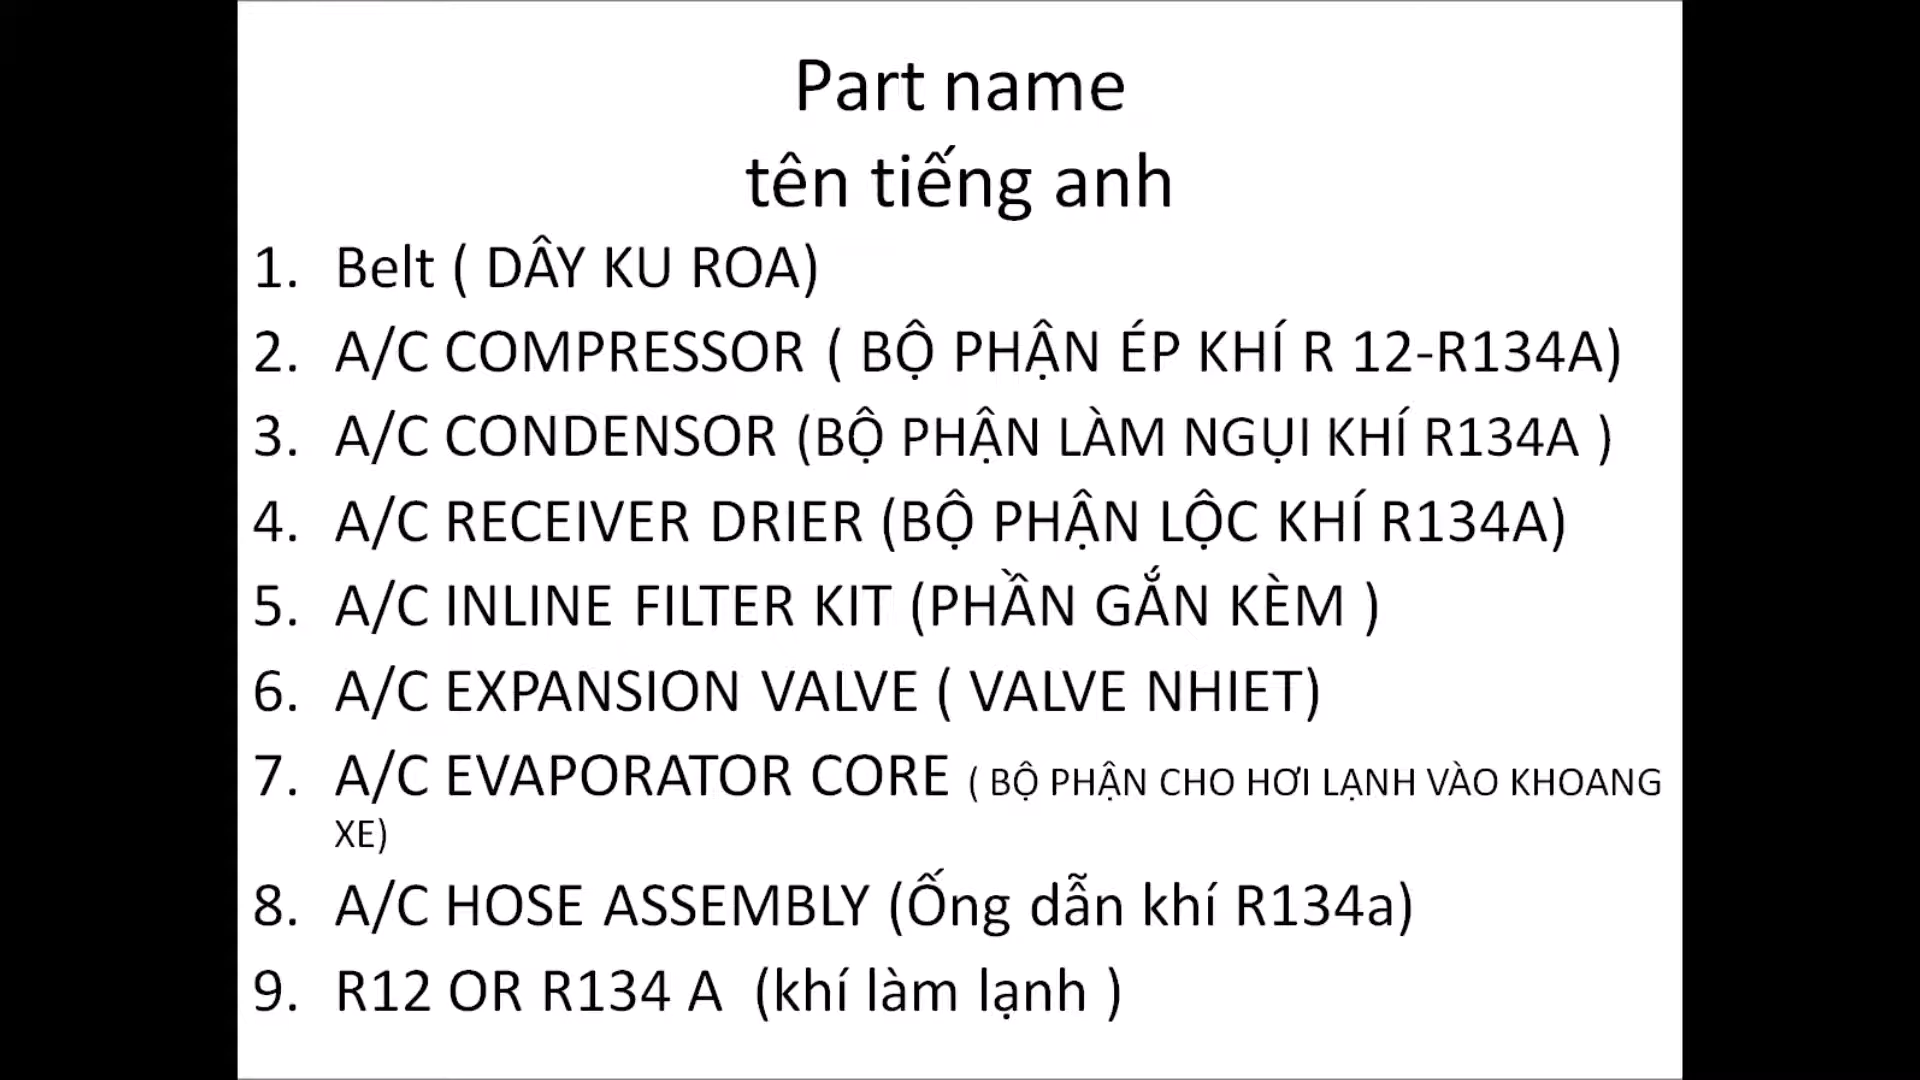 Part name
tên tiếng anh
1. Belt ( DÂY KU ROA)
2. A/C COMPRESSOR ( BỘ PHẬN ÉP KHÍ R 12-R134A)
3. A/C CONDENSOR (BỘ PHẬN LÀM NGỤI KHÍ R134A )
4. A/C RECEIVER DRIER (BỘ PHẬN LỘC KHÍ R134A)
5. A/C INLINE FILTER KIT (PHẦN GẮN KÈM )
6. A/C EXPANSION VALVE ( VALVE NHIET)
7. A/C EVAPORATOR CORE ( BỘ PHẬN CHO HƠI LẠNH VÀO KHOANG
XE)
8. A/C HOSE ASSEMBLY (Ống dẫn khí R134a)
9. R12 OR R134 A (khí làm lạnh )